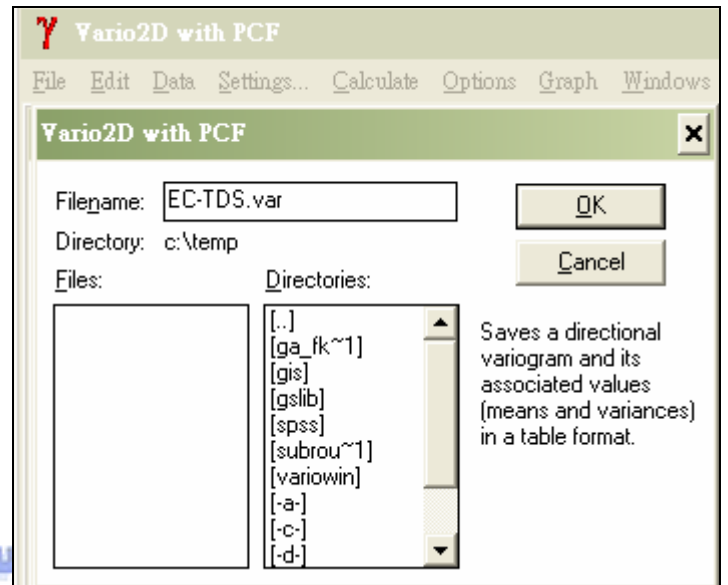 γ Vario2D with PCF
File Edit Data Settings... Calculate Options Graph Windows
Vario2D with PCF
Filename: EC-TDS.var
OK
Directory: c:\temp
Cancel
Files:
Directories:
[..]
[ga_fk~1]
[gis]
[gslib]
[spss]
[subrou~1]
[variowin]
[-a-]
[-c-]
[-d-]
Saves a directional
variogram and its
associated values
(means and variances)
in a table format.